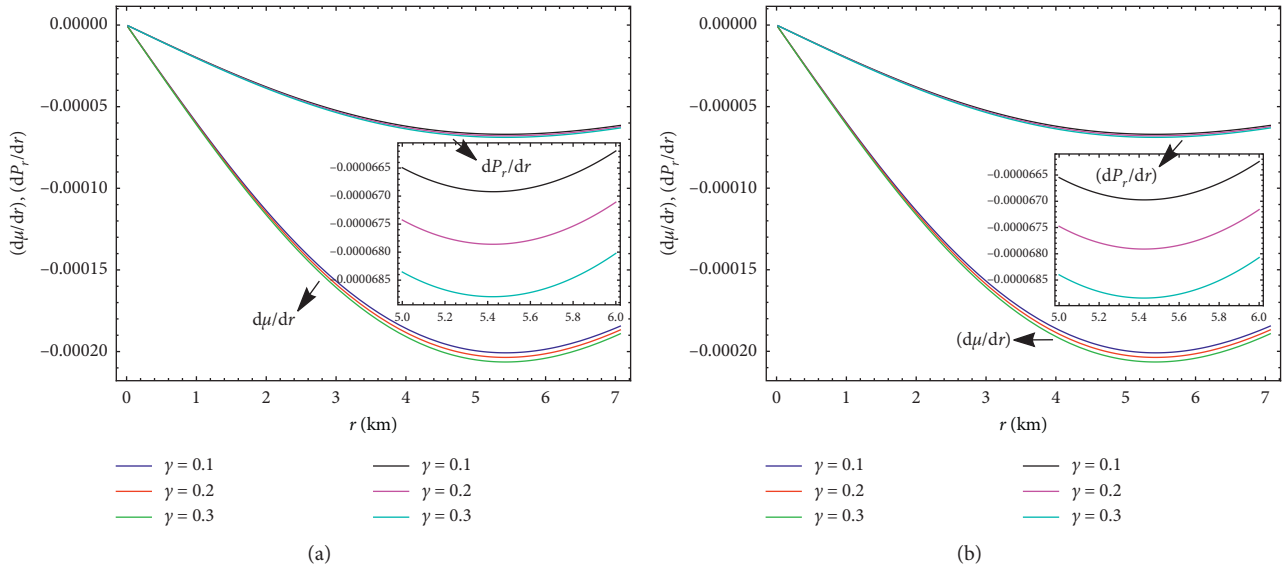 0.00000
−0.00005
−0.00010
−0.00015
−0.00020
(dμ/dr), (dPr/dr)
0 1 2 3 4 5 6 7
r (km)
dPr/dr
dμ/dr
−0.0000665
−0.0000670
−0.0000675
−0.0000680
−0.0000685
5.0 5.2 5.4 5.6 5.8 6.0
γ = 0.1 γ = 0.1
γ = 0.2 γ = 0.2
γ = 0.3 γ = 0.3
(a)
0.00000
−0.00005
−0.00010
−0.00015
−0.00020
(dμ/dr), (dPr/dr)
0 1 2 3 4 5 6 7
r (km)
(dPr/dr)
(dμ/dr)
−0.0000665
−0.0000670
−0.0000675
−0.0000680
−0.0000685
5.0 5.2 5.4 5.6 5.8 6.0
γ = 0.1 γ = 0.1
γ = 0.2 γ = 0.2
γ = 0.3 γ = 0.3
(b)